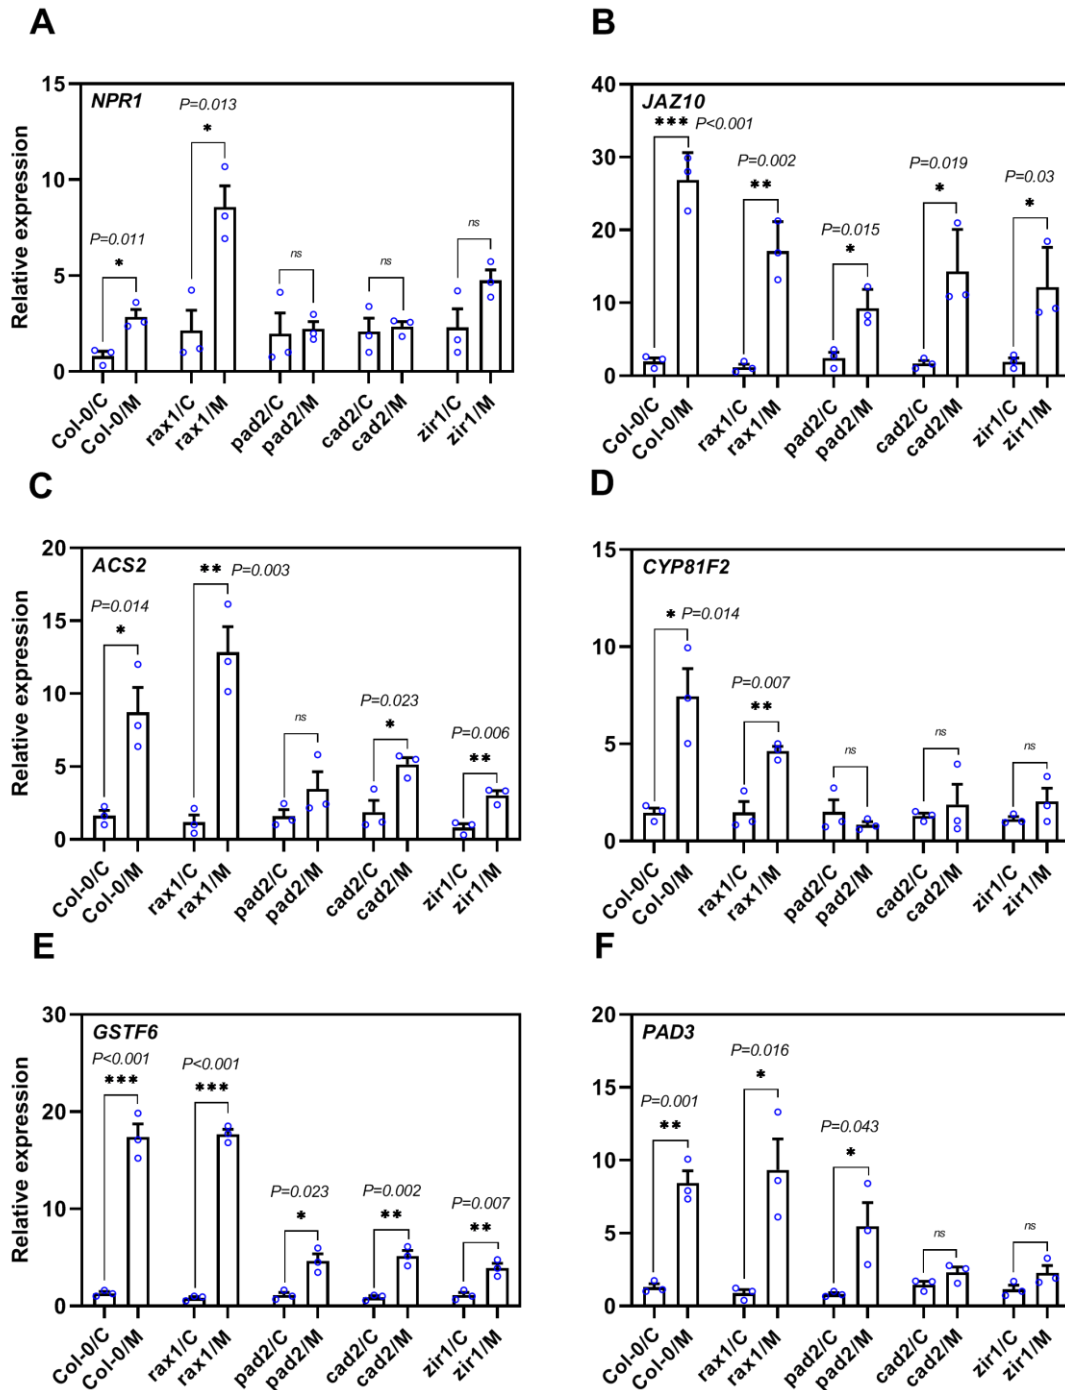 A
B
NPR1
Relative expression
15
10
5
0
P=0.011
*
P=0.013
*
ns
ns
ns
Col-0/C
Col-0/M
rax1/C
rax1/M
pad2/C
pad2/M
cad2/C
cad2/M
zir1/C
zir1/M
JAZ10
40
30
20
10
0
*** P<0.001
P=0.002
**
P=0.015
*
P=0.019
*
P=0.03
*
Col-0/C
Col-0/M
rax1/C
rax1/M
pad2/C
pad2/M
cad2/C
cad2/M
zir1/C
zir1/M
C
D
ACS2
Relative expression
20
15
10
5
0
P=0.014
*
** P=0.003
ns
P=0.023
*
P=0.006
**
Col-0/C
Col-0/M
rax1/C
rax1/M
pad2/C
pad2/M
cad2/C
cad2/M
zir1/C
zir1/M
CYP81F2
15
10
5
0
* P=0.014
P=0.007
**
ns
ns
ns
Col-0/C
Col-0/M
rax1/C
rax1/M
pad2/C
pad2/M
cad2/C
cad2/M
zir1/C
zir1/M
E
F
GSTF6
Relative expression
30
20
10
0
P<0.001
***
P<0.001
***
P=0.023
*
P=0.002
**
P=0.007
**
Col-0/C
Col-0/M
rax1/C
rax1/M
pad2/C
pad2/M
cad2/C
cad2/M
zir1/C
zir1/M
PAD3
20
15
10
5
0
P=0.001
**
P=0.016
*
P=0.043
*
ns
ns
Col-0/C
Col-0/M
rax1/C
rax1/M
pad2/C
pad2/M
cad2/C
cad2/M
zir1/C
zir1/M